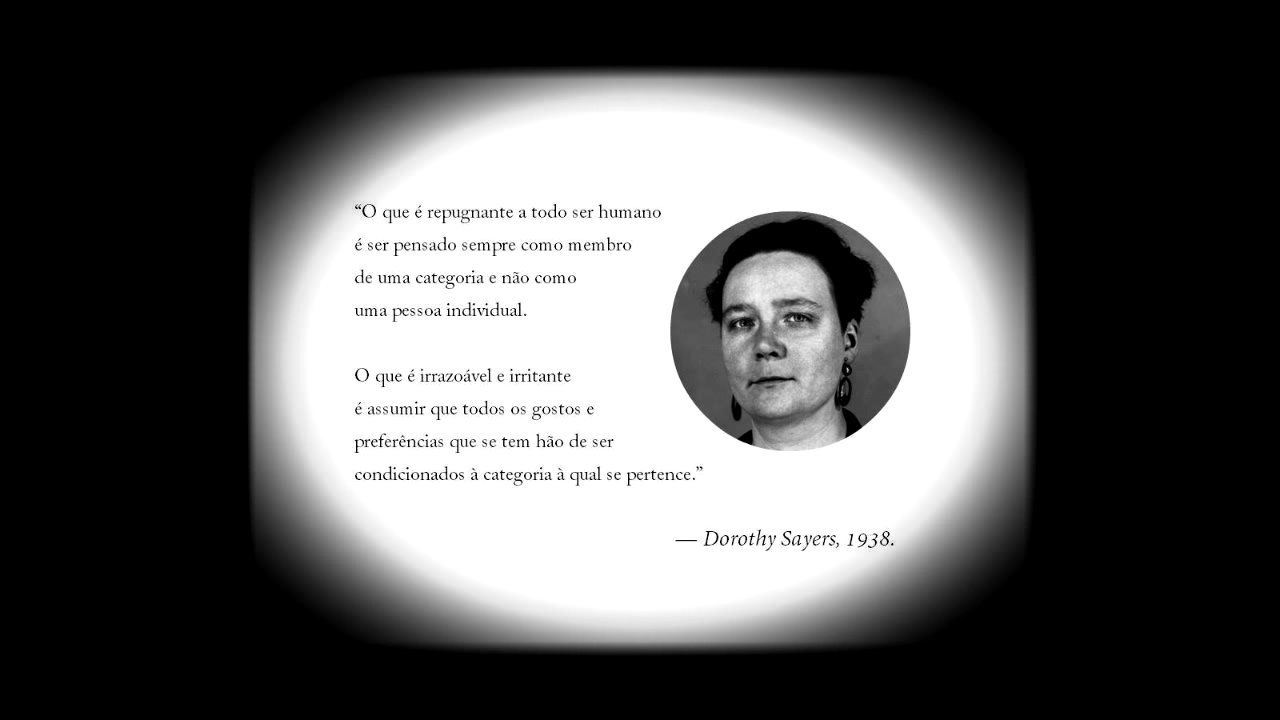 “O que é repugnante a todo ser humano
é ser pensado sempre como membro
de uma categoria e não como
uma pessoa individual.
O que é irrazoável e irritante
é assumir que todos os gostos e
preferências que se tem hão de ser
condicionados à categoria à qual se pertence.”
— Dorothy Sayers, 1938.